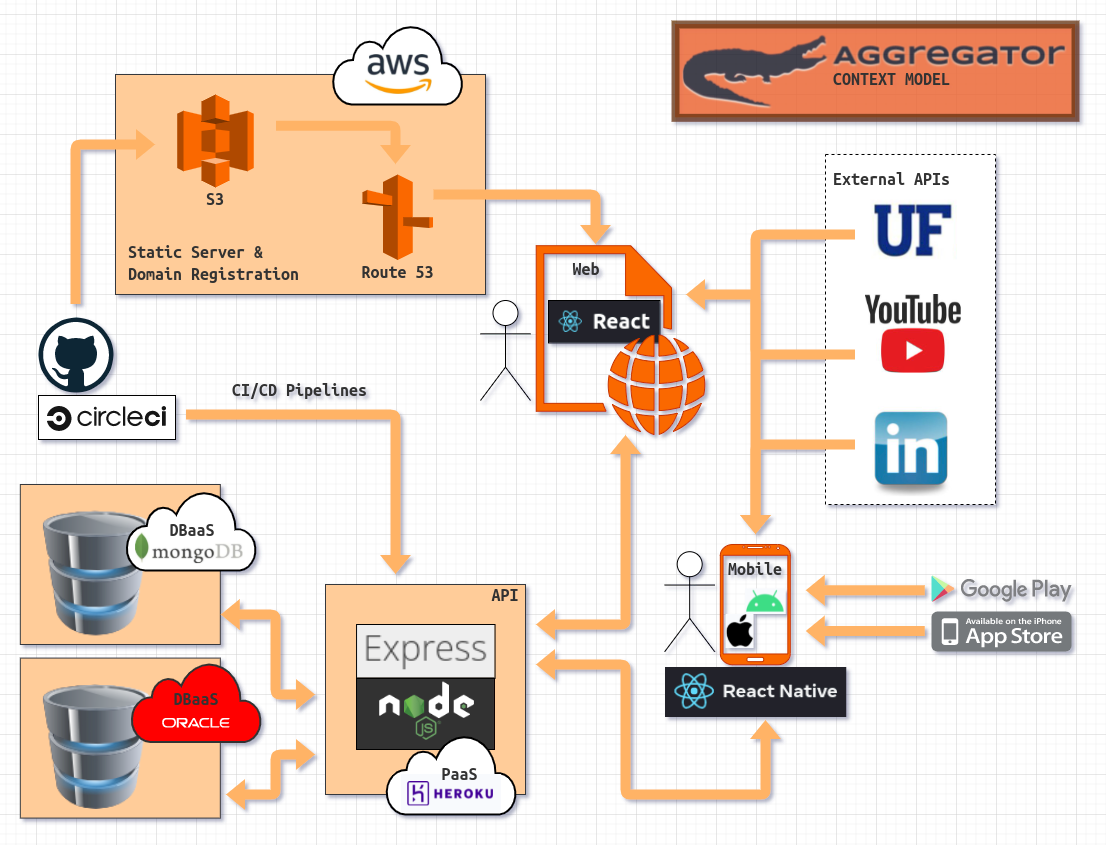 aws
AGGREGATOR
CONTEXT MODEL
S3
Static Server &
Domain Registration
Route 53
External APIs
UF
YouTube
in
Web
React
CI/CD Pipelines
circleci
DBaaS
mongoDB
DBaaS
ORACLE
API
Express
node
JS
PaaS
HEROKU
Mobile
React Native
Google Play
Available on the iPhone
App Store